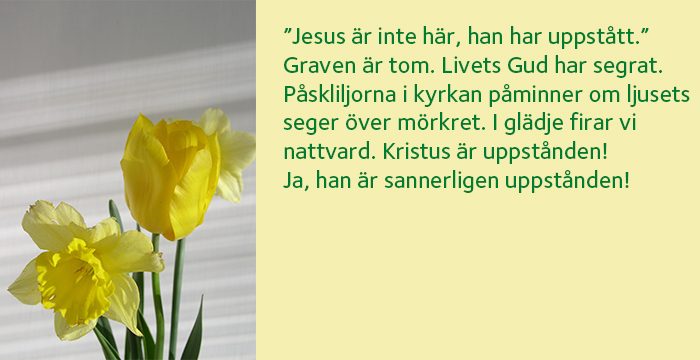 ”Jesus är inte här, han har uppstått.”
Graven är tom. Livets Gud har segrat.
Påskliljorna i kyrkan påminner om ljusets
seger över mörkret. I glädje firar vi
nattvard. Kristus är uppstånden!
Ja, han är sannerligen uppstånden!